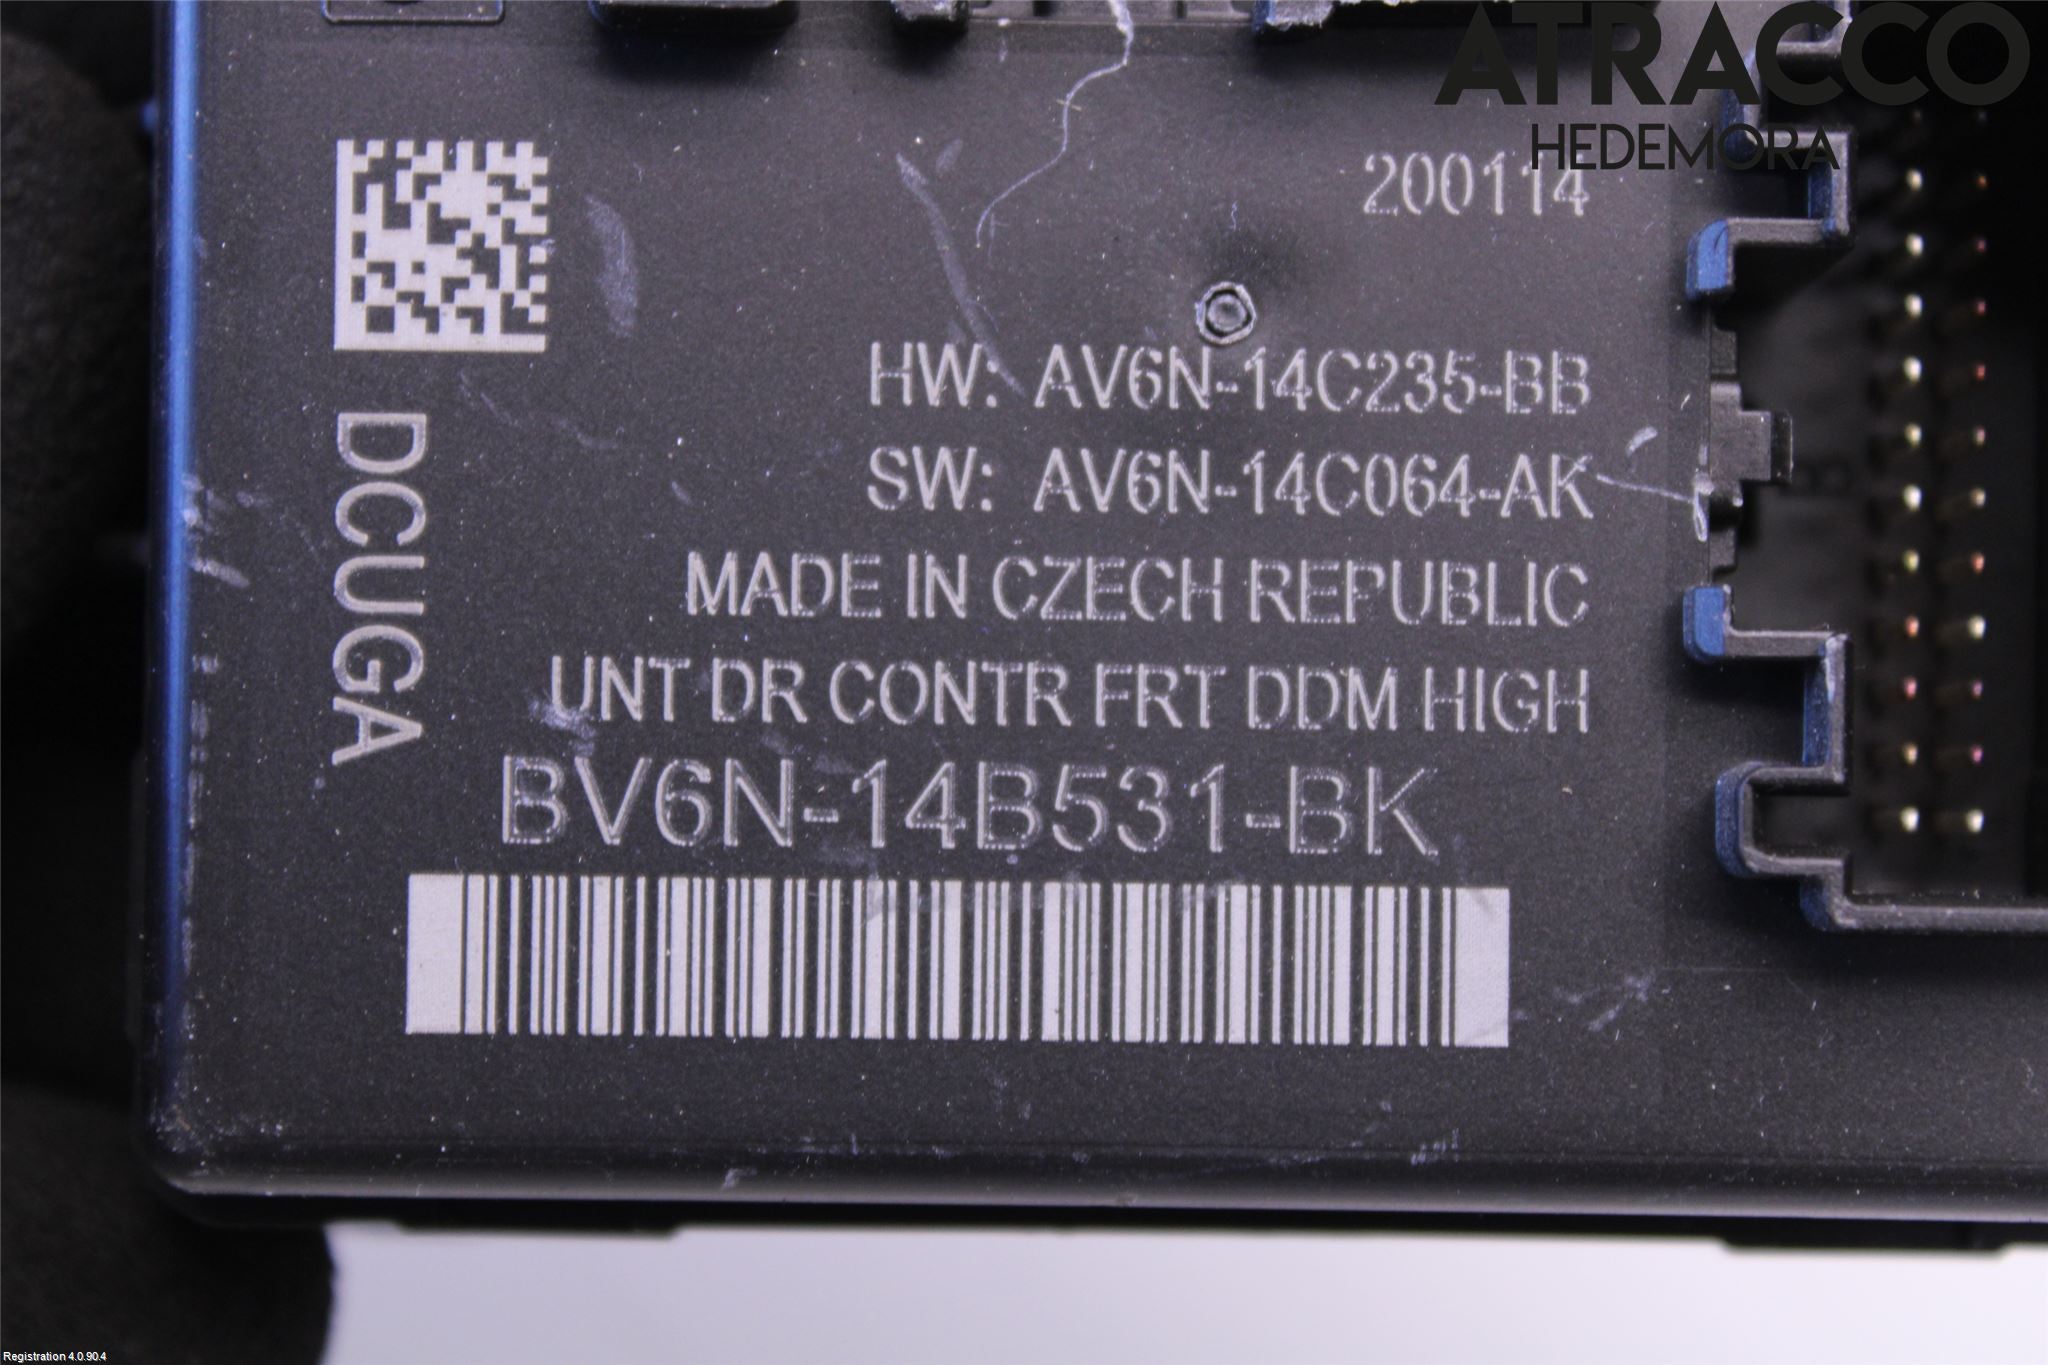 ATRACCO
HEDEMORA
200114
HW: AV6N-14C235-BB
SW: AV6N-14C064-AK
MADE IN CZECH REPUBLIC
UNT DR CONTR FRT DDM HIGH
BV6N-14B531-BK
DCUGA
Registration 4.0.90.4